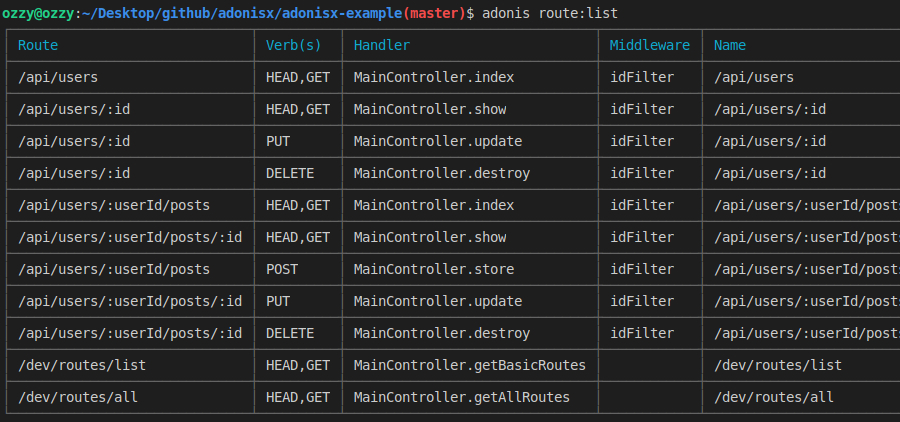 ozzy@ozzy:~/Desktop/github/adonisx/adonisx-example(master)$ adonis route:list
Route Verb(s) Handler Middleware Name
/api/users HEAD,GET MainController.index idFilter /api/users
/api/users/:id HEAD,GET MainController.show idFilter /api/users/:id
/api/users/:id PUT MainController.update idFilter /api/users/:id
/api/users/:id DELETE MainController.destroy idFilter /api/users/:id
/api/users/:userId/posts HEAD,GET MainController.index idFilter /api/users/:userId/posts
/api/users/:userId/posts/:id HEAD,GET MainController.show idFilter /api/users/:userId/posts
/api/users/:userId/posts POST MainController.store idFilter /api/users/:userId/posts
/api/users/:userId/posts/:id PUT MainController.update idFilter /api/users/:userId/posts
/api/users/:userId/posts/:id DELETE MainController.destroy idFilter /api/users/:userId/posts
/dev/routes/list HEAD,GET MainController.getBasicRoutes /dev/routes/list
/dev/routes/all HEAD,GET MainController.getAllRoutes /dev/routes/all